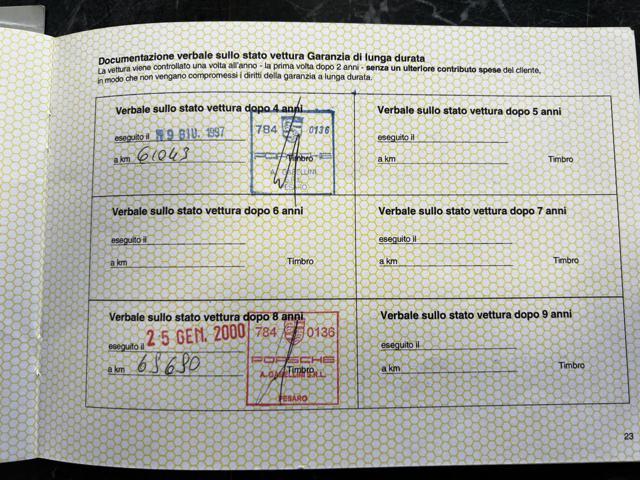 Documentazione verbale sullo stato vettura Garanzia di lunga durata
La vettura viene controllato una volta all'anno - la prima volta dopo 2 anni - senza un ulteriore contributo spese del cliente,
in modo che non vengano compromessi i diritti della garanzia a lunga durata.
Verbale sullo stato vettura dopo 4 anni
eseguito il 9 GIU. 1997
a km 61043
Timbro
784 0136
PORSCHE
PESARO
Verbale sullo stato vettura dopo 5 anni
eseguito il
a km Timbro
Verbale sullo stato vettura dopo 6 anni
eseguito il
a km Timbro
Verbale sullo stato vettura dopo 7 anni
eseguito il
a km Timbro
Verbale sullo stato vettura dopo 8 anni
eseguito il 25 GEN. 2000
a km
Timbro
784 0136
PORSCHE
S.R.L.
PESARO
Verbale sullo stato vettura dopo 9 anni
eseguito il
a km Timbro
23